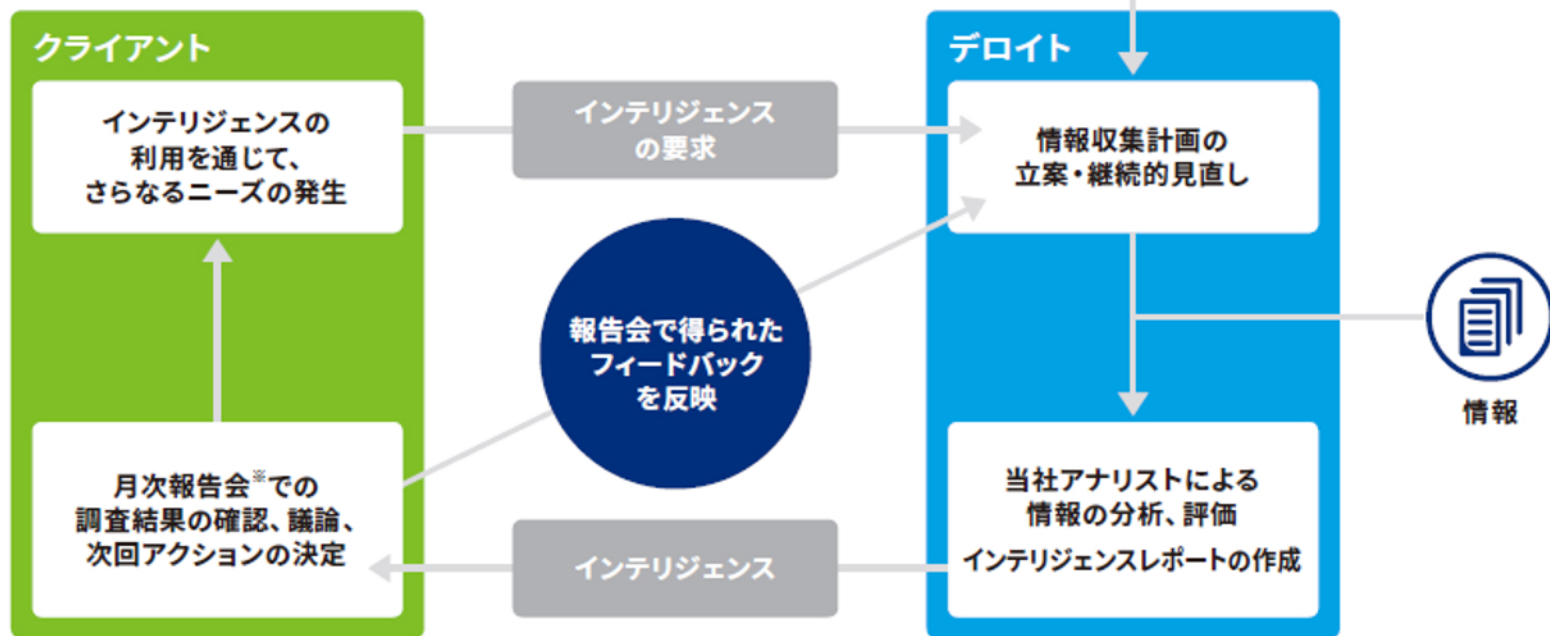 クライアント
インテリジェンスの
利用を通じて、
さらなるニーズの発生
インテリジェンス
の要求
デロイト
情報収集計画の
立案・継続的見直し
報告会で得られた
フィードバック
を反映
情報
月次報告会※での
調査結果の確認、議論、
次回アクションの決定
インテリジェンス
当社アナリストによる
情報の分析、評価
インテリジェンスレポートの作成